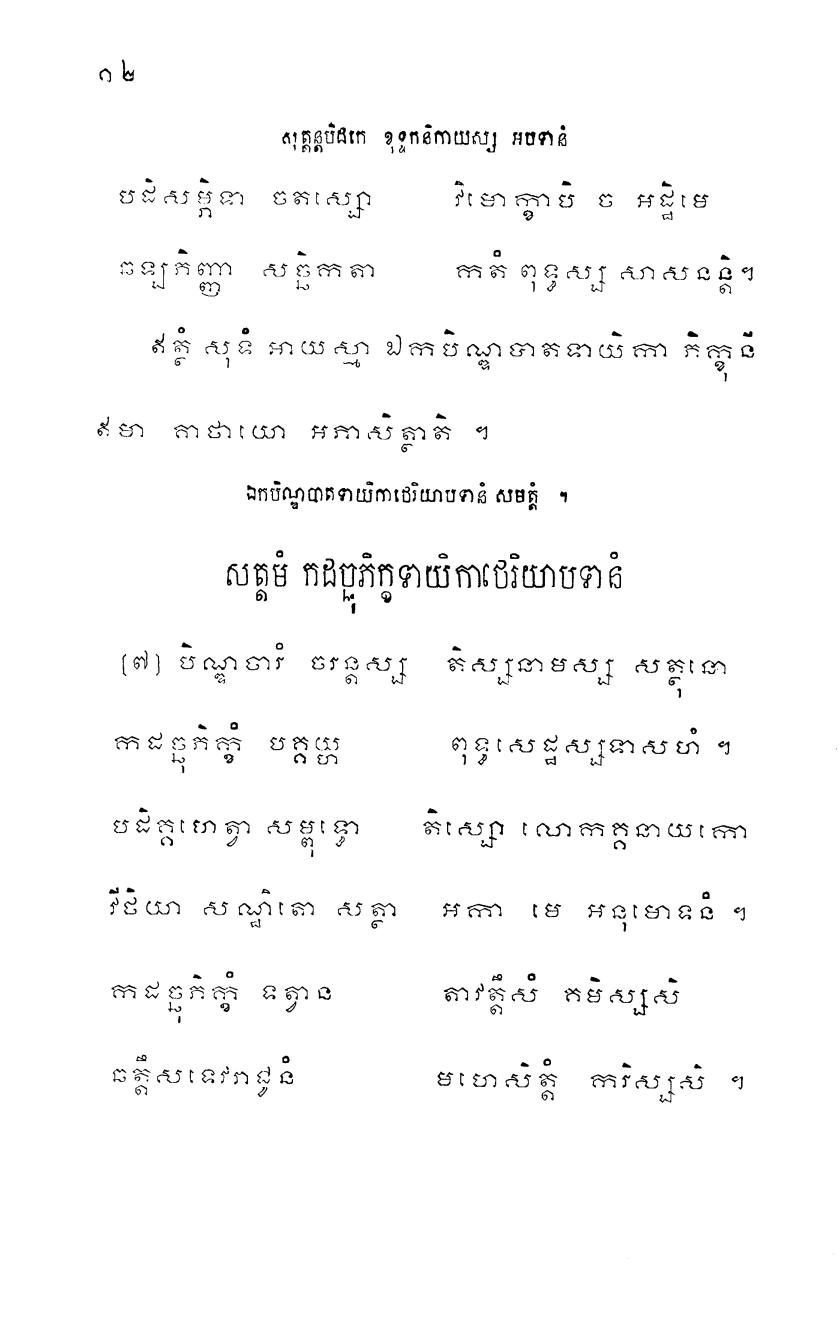 ១២
សុត្តន្តបិដកេ ខុទ្ទកនិកាយស្ស អបទានំ
បដិសម្ភិទា ចតស្សោ វិមោក្ខាបិ ច អដ្ឋិមេ
ឆឡភិញ្ញា សច្ឆិកតា កតំ ពុទ្ធស្ស សាសនន្តិ។
ឥត្ថំ សុទំ អាយស្មា ឯកបិណ្ឌបាតទាយិកា ភិក្ខុនី
ឥមា គាថាយោ អភាសិត្ថាតិ ។
ឯកបិណ្ឌបាតទាយិកាថេរិយាបទានំ សមត្តំ ។
សត្តមំ កដច្ឆុភិក្ខទាយិកាថេរិយាបទានំ
(៧) បិណ្ឌចារំ ចរន្តស្ស តិស្សនាមស្ស សត្ថុនោ
កដច្ឆុភិក្ខំ បគ្គយ្ហ ពុទ្ធសេដ្ឋស្សទាសហំ ។
បដិគ្គហេត្វា សម្ពុទ្ធោ តិស្សោ លោកគ្គនាយកោ
វីថិយា សណ្ឋិតោ សត្ថា អកា មេ អនុមោទនំ ។
កដច្ឆុភិក្ខំ ទត្វាន តាវត្តឹសំ គមិស្សសិ
ឆត្តឹសទេវរាជូនំ មហេសិត្តំ ការិស្សសិ ។